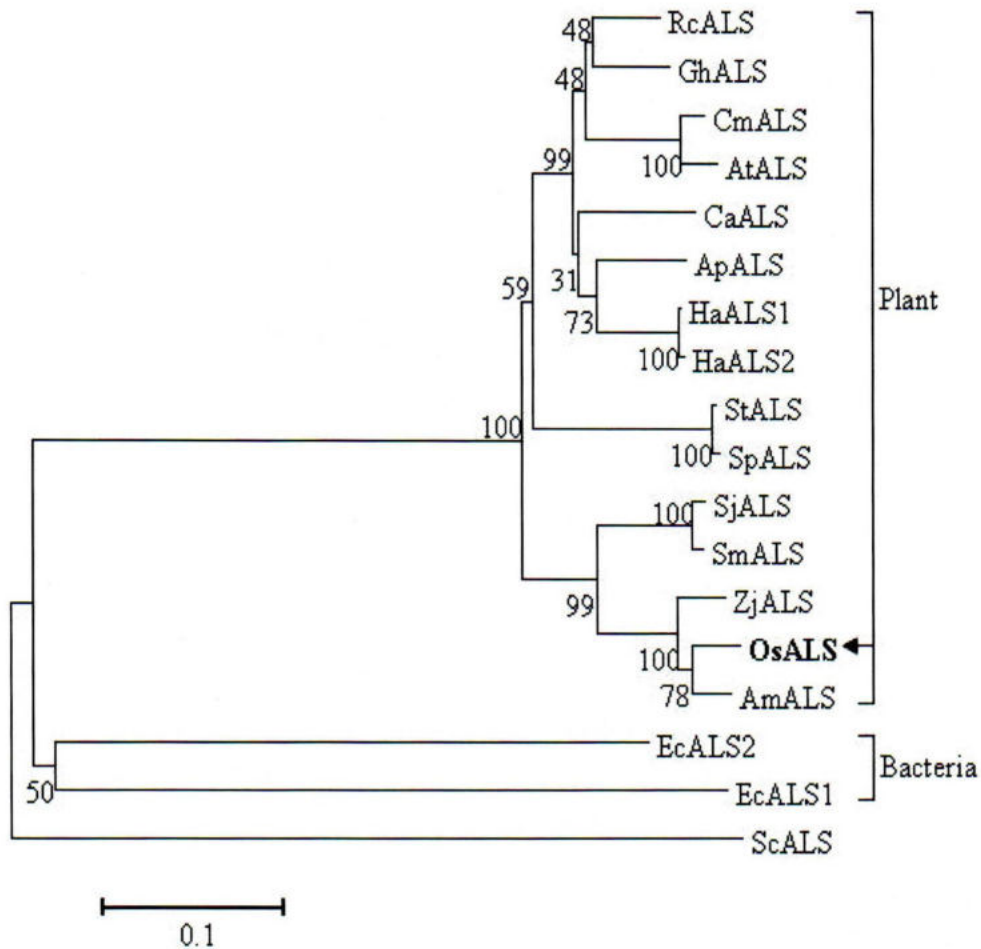 RcALS
48
GhALS
48
CmALS
100
AtALS
99
CaALS
ApALS
31
59
HaALS1
73
100
HaALS2
Plant
StALS
100
100
SpALS
SjALS
100
SmALS
ZjALS
99
OsALS
100
78
AmALS
EcALS2
Bacteria
50
EcALS1
ScALS
0.1